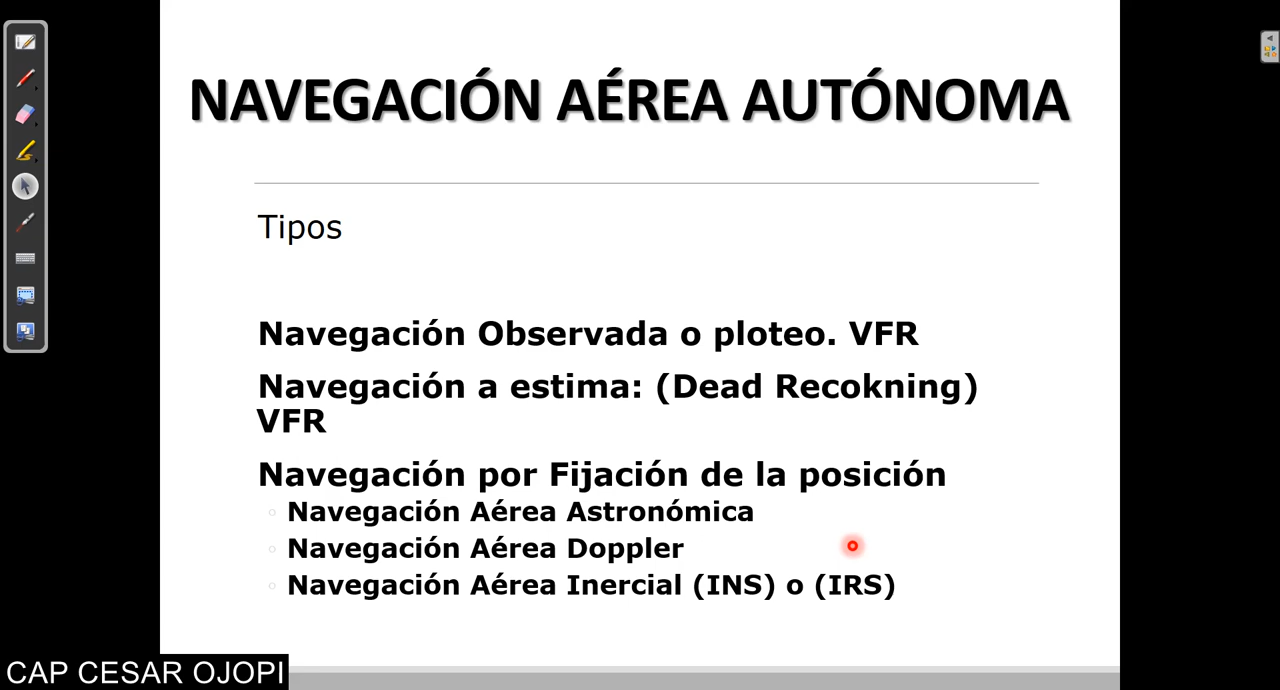 NAVEGACIÓN AÉREA AUTÓNOMA
Tipos
Navegación Observada o ploteo. VFR
Navegación a estima: (Dead Recokning)
VFR
Navegación por Fijación de la posición
Navegación Aérea Astronómica
Navegación Aérea Doppler
Navegación Aérea Inercial (INS) o (IRS)
CAP CESAR OJOPI